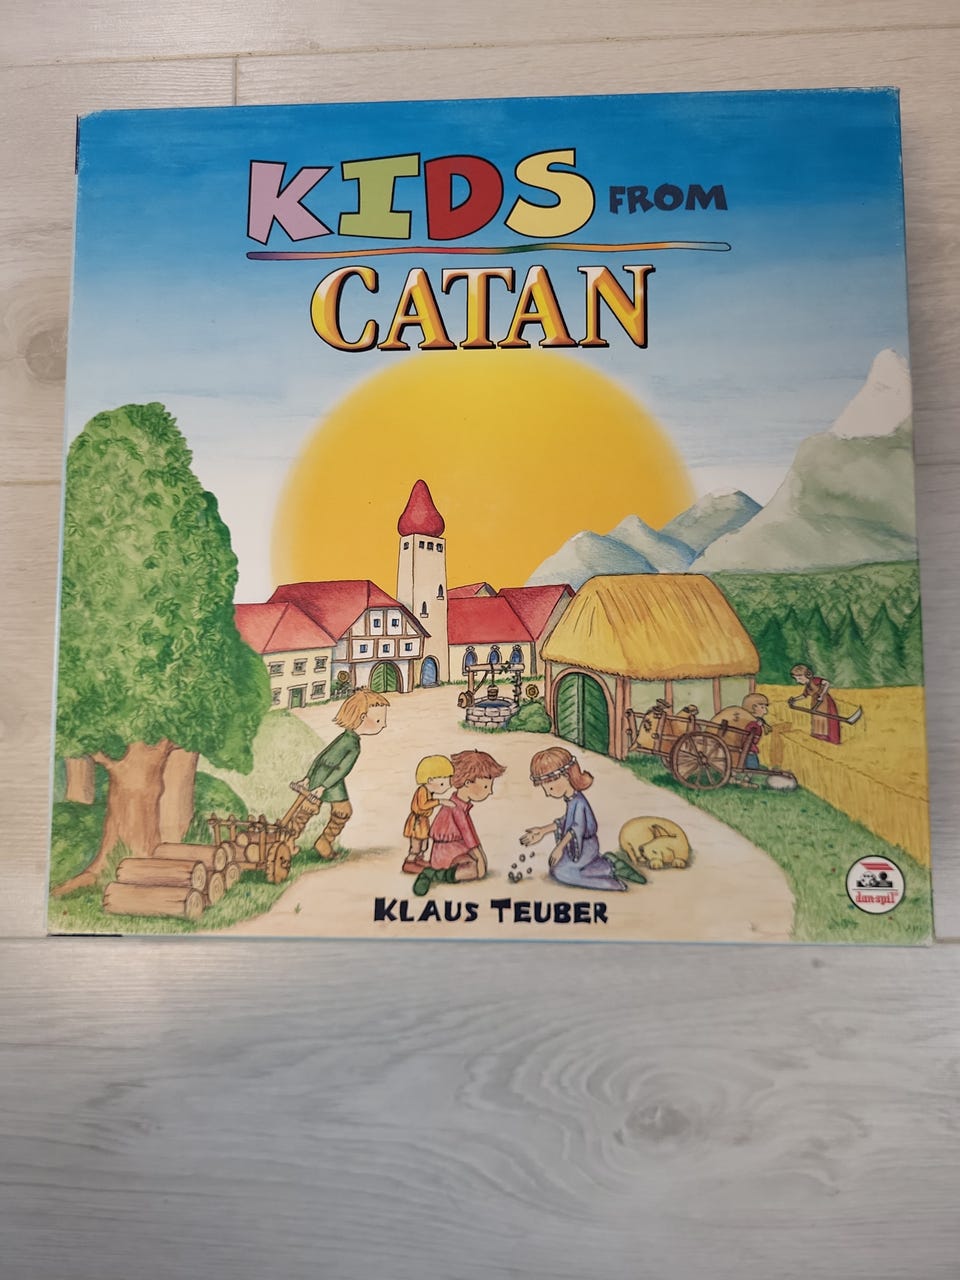 KIDS FROM
CATAN
KLAUS TEUBER
dan-spil